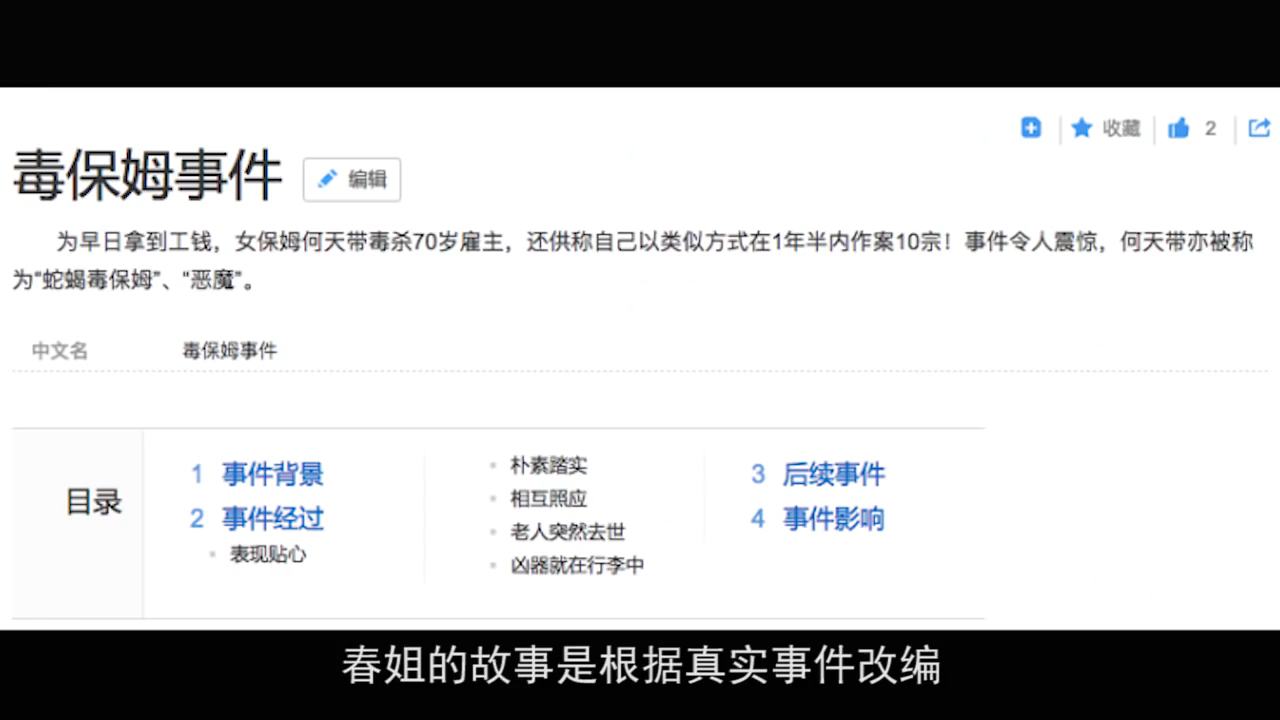 收藏
2
毒保姆事件
编辑
为早日拿到工钱，女保姆何天带毒杀70岁雇主，还供称自己以类似方式在1年半内作案10宗！事件令人震惊，何天带亦被称
为“蛇蝎毒保姆”、“恶魔”。
中文名 毒保姆事件
目录
1 事件背景
2 事件经过
表现贴心
朴素踏实
相互照应
老人突然去世
凶器就在行李中
3 后续事件
4 事件影响
春姐的故事是根据真实事件改编